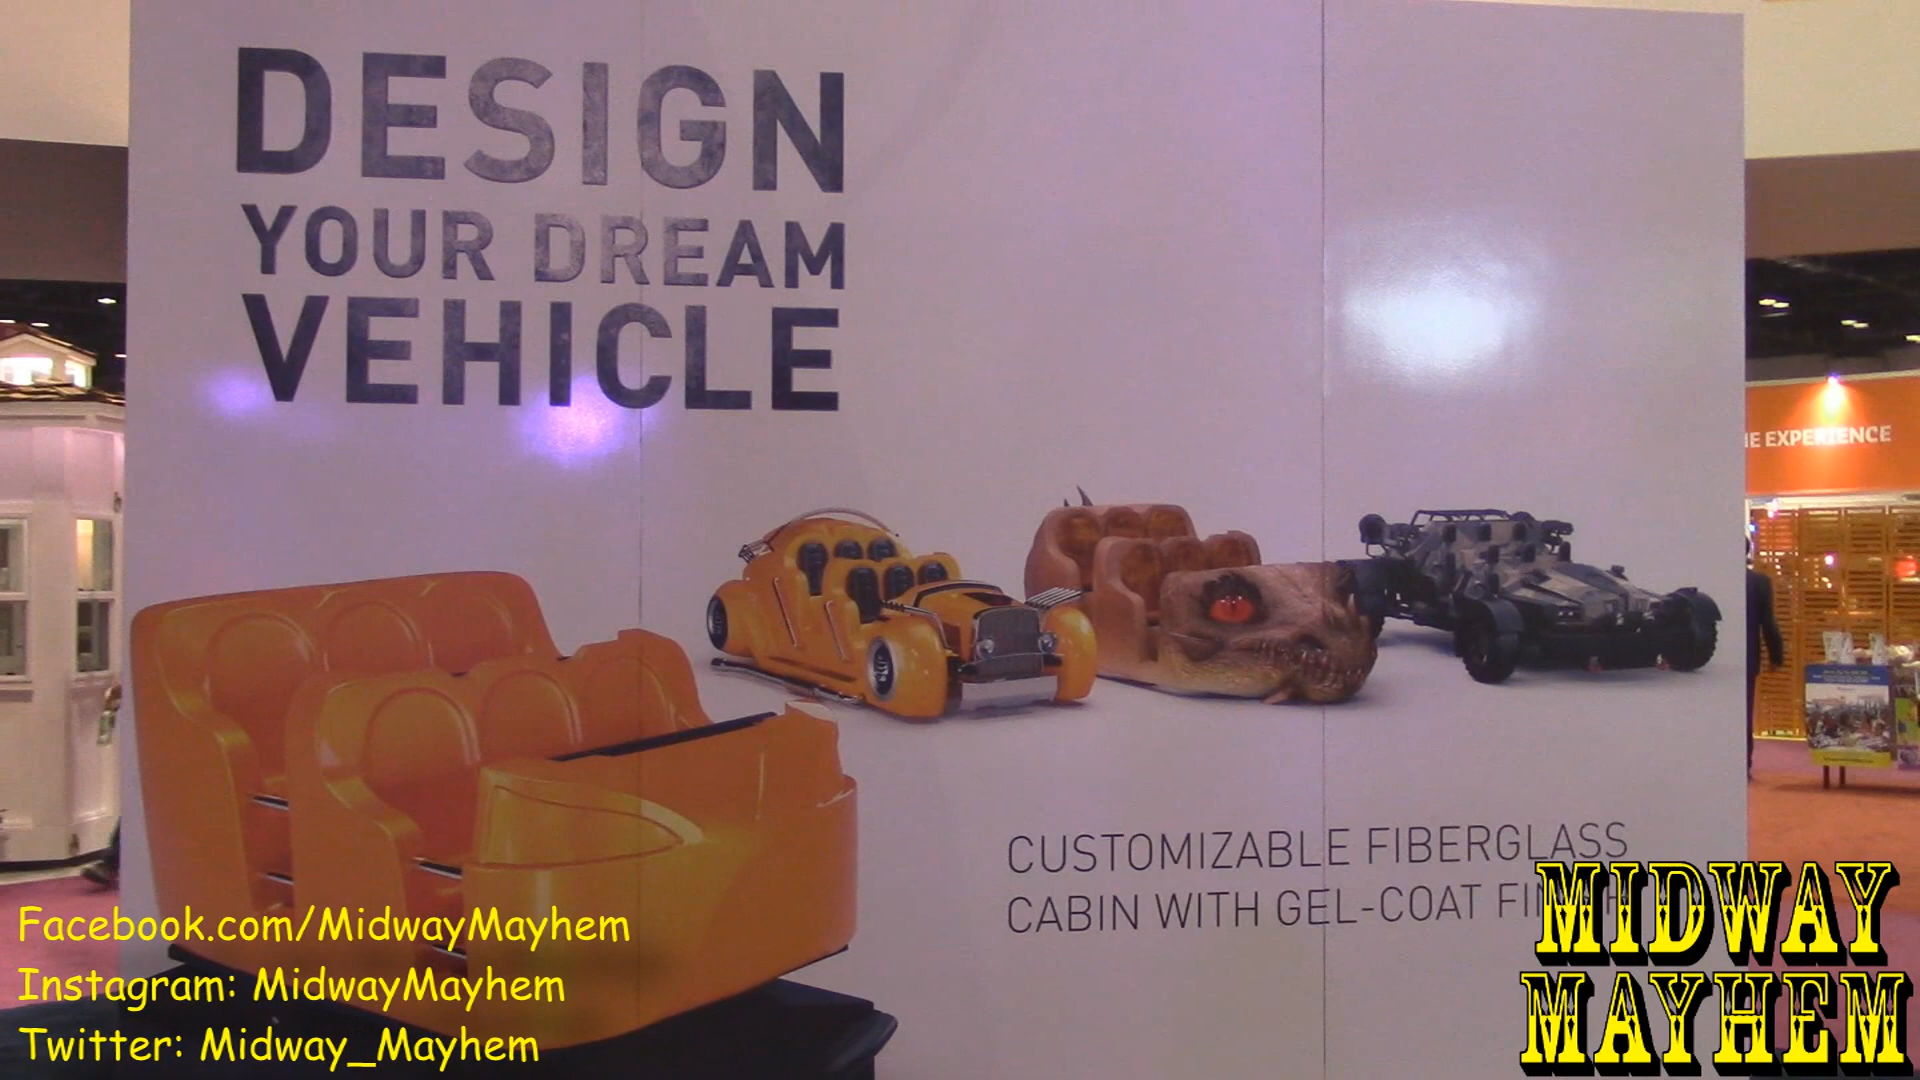 DESIGN
YOUR DREAM
VEHICLE
IE EXPERIENCE
CUSTOMIZABLE FIBERGLASS
CABIN WITH GEL-COAT
Facebook.com/MidwayMayhem
Instagram: MidwayMayhem
Twitter: Midway_Mayhem
MIDWAY
MAYHEM